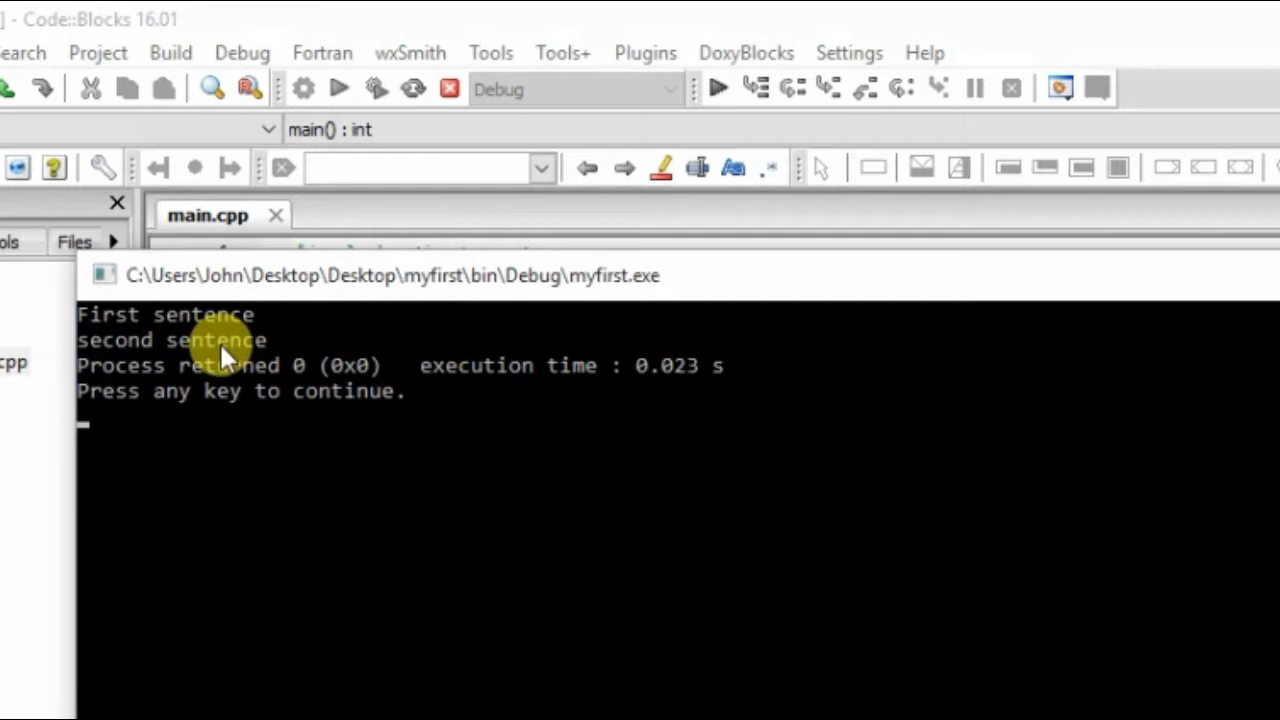 ] - Code::Blocks 16.01
earch Project Build Debug Fortran wxSmith Tools Tools+ Plugins DoxyBlocks Settings Help
Debug
main() : int
main.cpp
ols Files
C:\Users\John\Desktop\Desktop\myfirst\bin\Debug\myfirst.exe
First sentence
second sentence
cpp
Process returned 0 (0x0) execution time : 0.023 s
Press any key to continue.